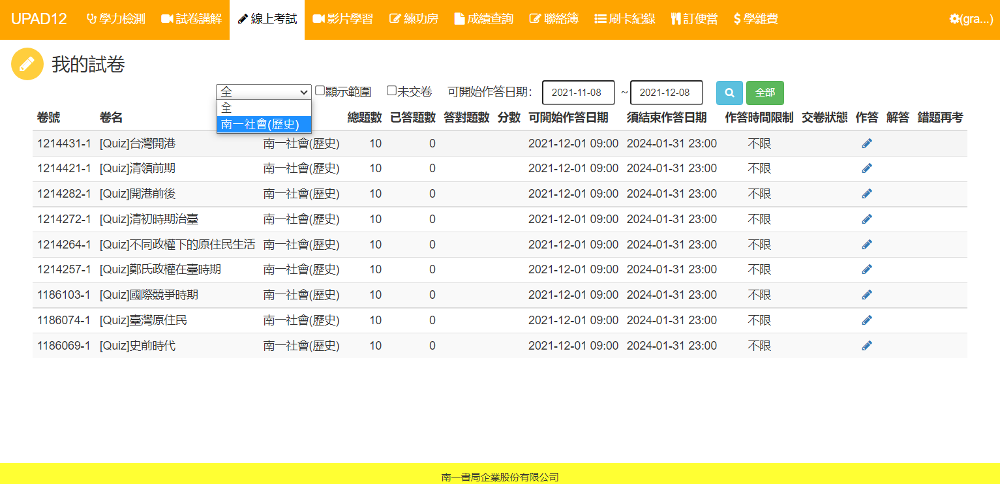 UPAD12 學力檢測 試卷講解 線上考試 影片學習 練功房 成績查詢 聯絡簿 刷卡紀錄 訂便當 學雜費 (gra...)
我的試卷
全 顯示範圍 未交卷 可開始作答日期： 2021-11-08 ~ 2021-12-08 全部
全
南一社會(歷史)
卷號 卷名 總題數 已答題數 答對題數 分數 可開始作答日期 須結束作答日期 作答時間限制 交卷狀態 作答 解答 錯題再考
1214431-1 [Quiz]台灣開港 南一社會(歷史) 10 0 2021-12-01 09:00 2024-01-31 23:00 不限
1214421-1 [Quiz]清領前期 南一社會(歷史) 10 0 2021-12-01 09:00 2024-01-31 23:00 不限
1214282-1 [Quiz]開港前後 南一社會(歷史) 10 0 2021-12-01 09:00 2024-01-31 23:00 不限
1214272-1 [Quiz]清初時期治臺 南一社會(歷史) 10 0 2021-12-01 09:00 2024-01-31 23:00 不限
1214264-1 [Quiz]不同政權下的原住民生活 南一社會(歷史) 10 0 2021-12-01 09:00 2024-01-31 23:00 不限
1214257-1 [Quiz]鄭氏政權在臺時期 南一社會(歷史) 10 0 2021-12-01 09:00 2024-01-31 23:00 不限
1186103-1 [Quiz]國際競爭時期 南一社會(歷史) 10 0 2021-12-01 09:00 2024-01-31 23:00 不限
1186074-1 [Quiz]臺灣原住民 南一社會(歷史) 10 0 2021-12-01 09:00 2024-01-31 23:00 不限
1186069-1 [Quiz]史前時代 南一社會(歷史) 10 0 2021-12-01 09:00 2024-01-31 23:00 不限
南一書局企業股份有限公司